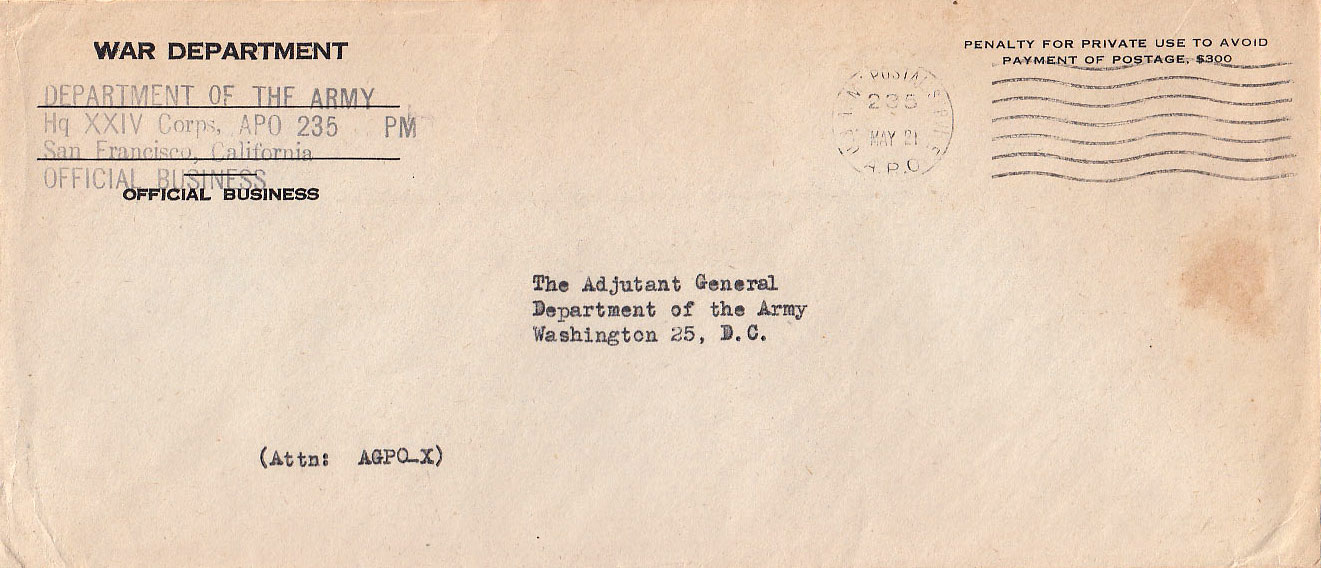 WAR DEPARTMENT
DEPARTMENT OF THE ARMY
Hq XXIV Corps, APO 235 PM
San Francisco, California
OFFICIAL BUSINESS
OFFICIAL BUSINESS
PENALTY FOR PRIVATE USE TO AVOID
PAYMENT OF POSTAGE, $300
POSTAL
235
MAY 21
A.P.O.
The Adjutant General
Department of the Army
Washington 25, D.C.
(Attn: AGPO-X)